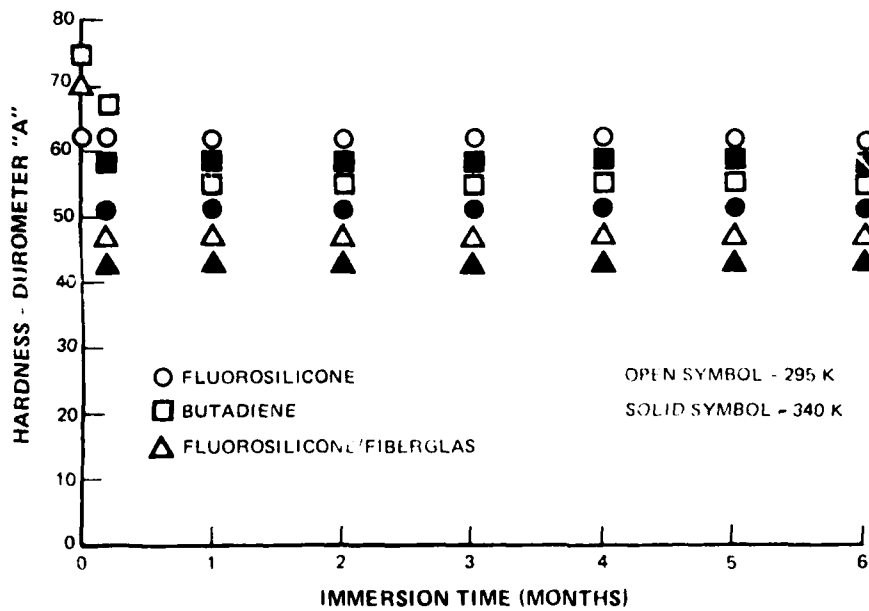 HARDNESS - DUROMETER "A"
80
70
60
50
40
30
20
10
0
FLUOROSILICONE
BUTADIENE
FLUOROSILICONE/FIBERGLAS
OPEN SYMBOL - 295 K
SOLID SYMBOL - 340 K
0 1 2 3 4 5 6
IMMERSION TIME (MONTHS)